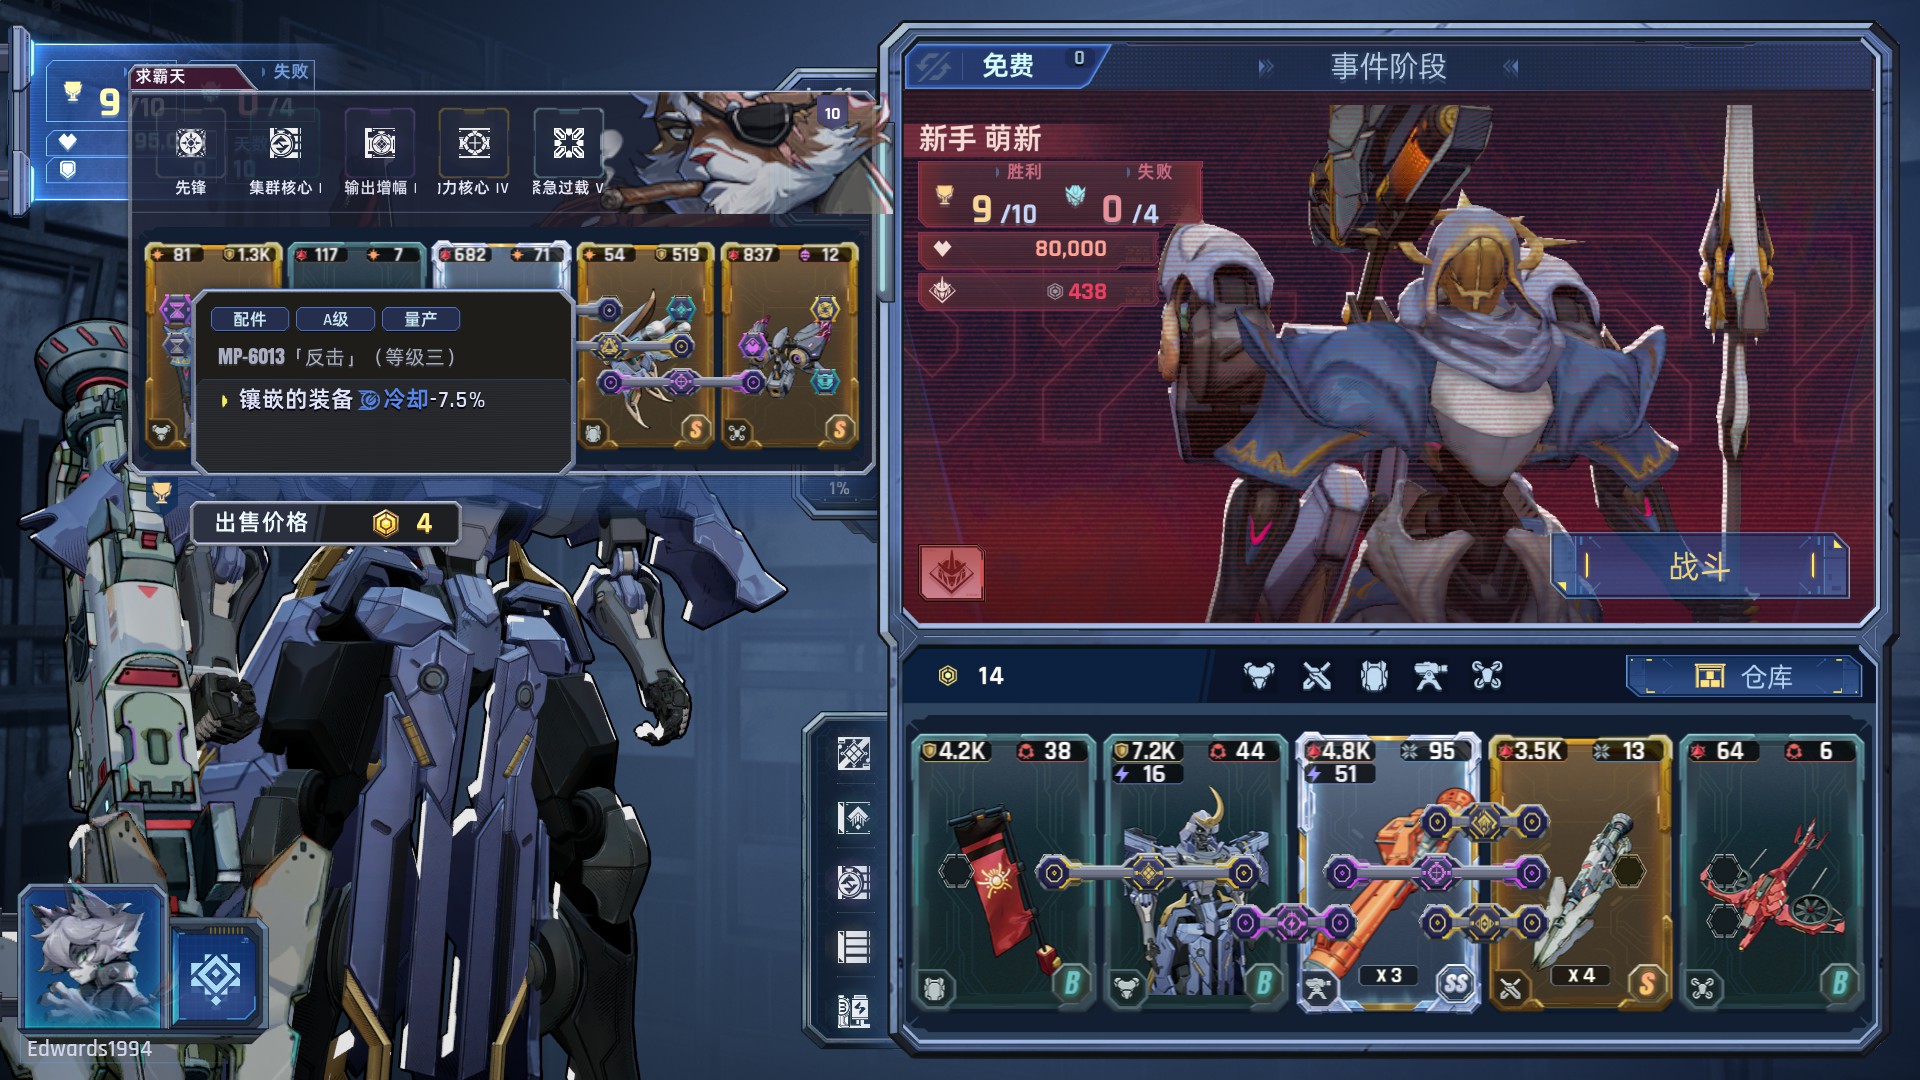 求霸天
失败
9 /10
0 /4
10
先锋
集群核心 I
输出增幅 I
力核心 IV
紧急过载 V
81
1.3K
117
7
682
71
54
519
837
12
配件
A级
量产
MP-6013「反击」（等级三）
镶嵌的装备 冷却-7.5%
S
S
1%
出售价格
4
Edwards1994
免费
0
事件阶段
新手 萌新
胜利
失败
9 /10
0 /4
80,000
438
战斗
14
仓库
4.2K
38
7.2K
44
16
4.8K
95
51
3.5K
13
64
6
B
B
x 3
SS
x 4
S
B